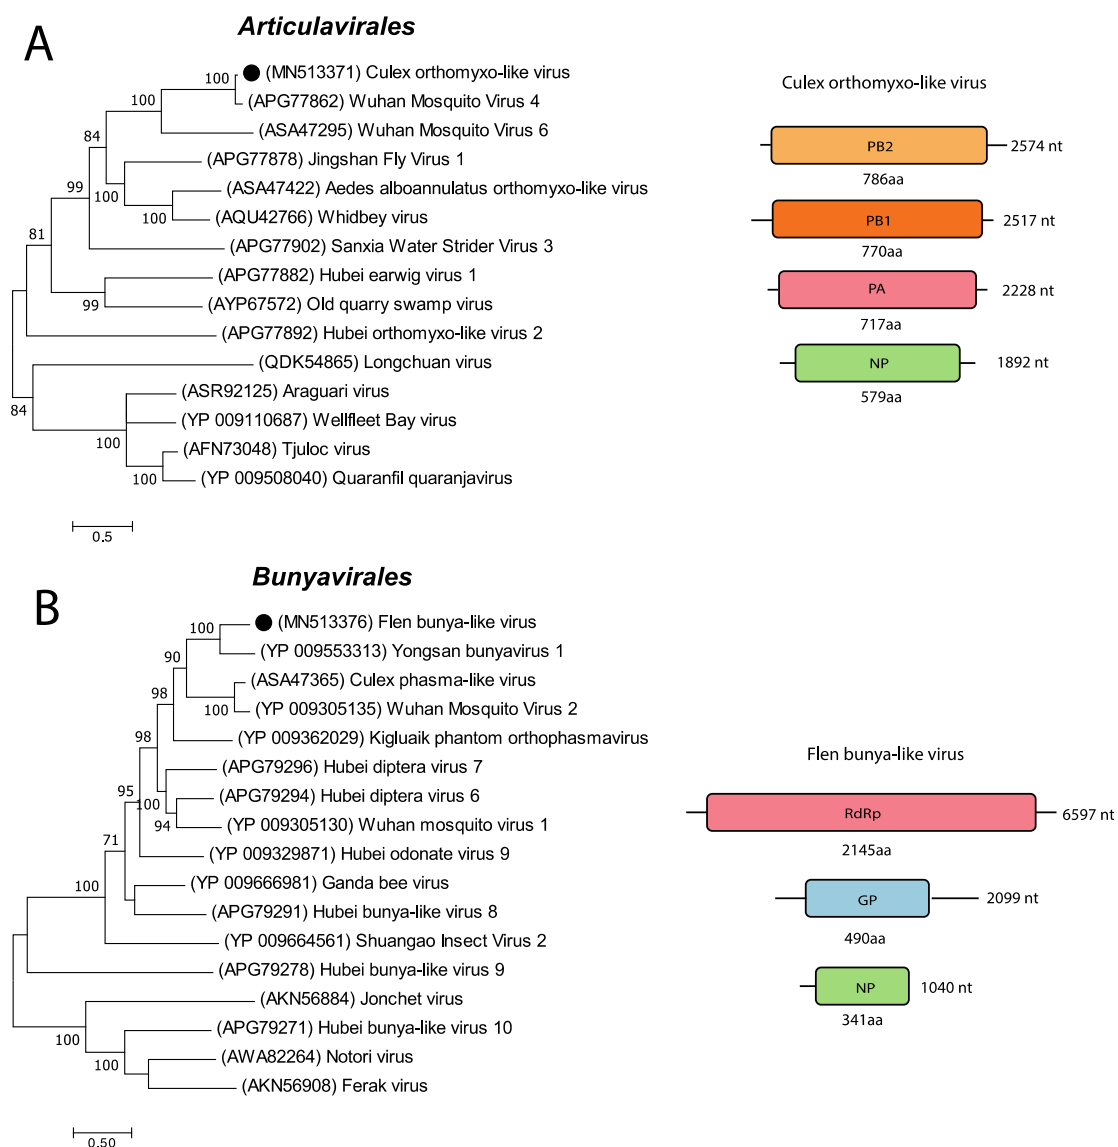 A
Articulavirales
100
(MN513371) Culex orthomyxo-like virus
100
(APG77862) Wuhan Mosquito Virus 4
84
(ASA47295) Wuhan Mosquito Virus 6
(APG77878) Jingshan Fly Virus 1
99
100
(ASA47422) Aedes alboannulatus orthomyxo-like virus
100
(AQU42766) Whidbey virus
81
(APG77902) Sanxia Water Strider Virus 3
(APG77882) Hubei earwig virus 1
99
(AYP67572) Old quarry swamp virus
(APG77892) Hubei orthomyxo-like virus 2
(QDK54865) Longchuan virus
84
(ASR92125) Araguari virus
(YP 009110687) Wellfleet Bay virus
100
(AFN73048) Tjuloc virus
100
(YP 009508040) Quaranfil quaranjavirus
0.5
Culex orthomyxo-like virus
PB2
2574 nt
786aa
PB1
2517 nt
770aa
PA
2228 nt
717aa
NP
1892 nt
579aa
B
Bunyavirales
100
(MN513376) Flen bunya-like virus
90
(YP 009553313) Yongsan bunyavirus 1
(ASA47365) Culex phasma-like virus
98
100
(YP 009305135) Wuhan Mosquito Virus 2
98
(YP 009362029) Kigluaik phantom orthophasmavirus
(APG79296) Hubei diptera virus 7
95
100
(APG79294) Hubei diptera virus 6
94
(YP 009305130) Wuhan mosquito virus 1
71
(YP 009329871) Hubei odonate virus 9
100
(YP 009666981) Ganda bee virus
(APG79291) Hubei bunya-like virus 8
(YP 009664561) Shuangao Insect Virus 2
(APG79278) Hubei bunya-like virus 9
(AKN56884) Jonchet virus
100
(APG79271) Hubei bunya-like virus 10
100
(AWA82264) Notori virus
(AKN56908) Ferak virus
0.50
Flen bunya-like virus
RdRp
6597 nt
2145aa
GP
2099 nt
490aa
NP
1040 nt
341aa